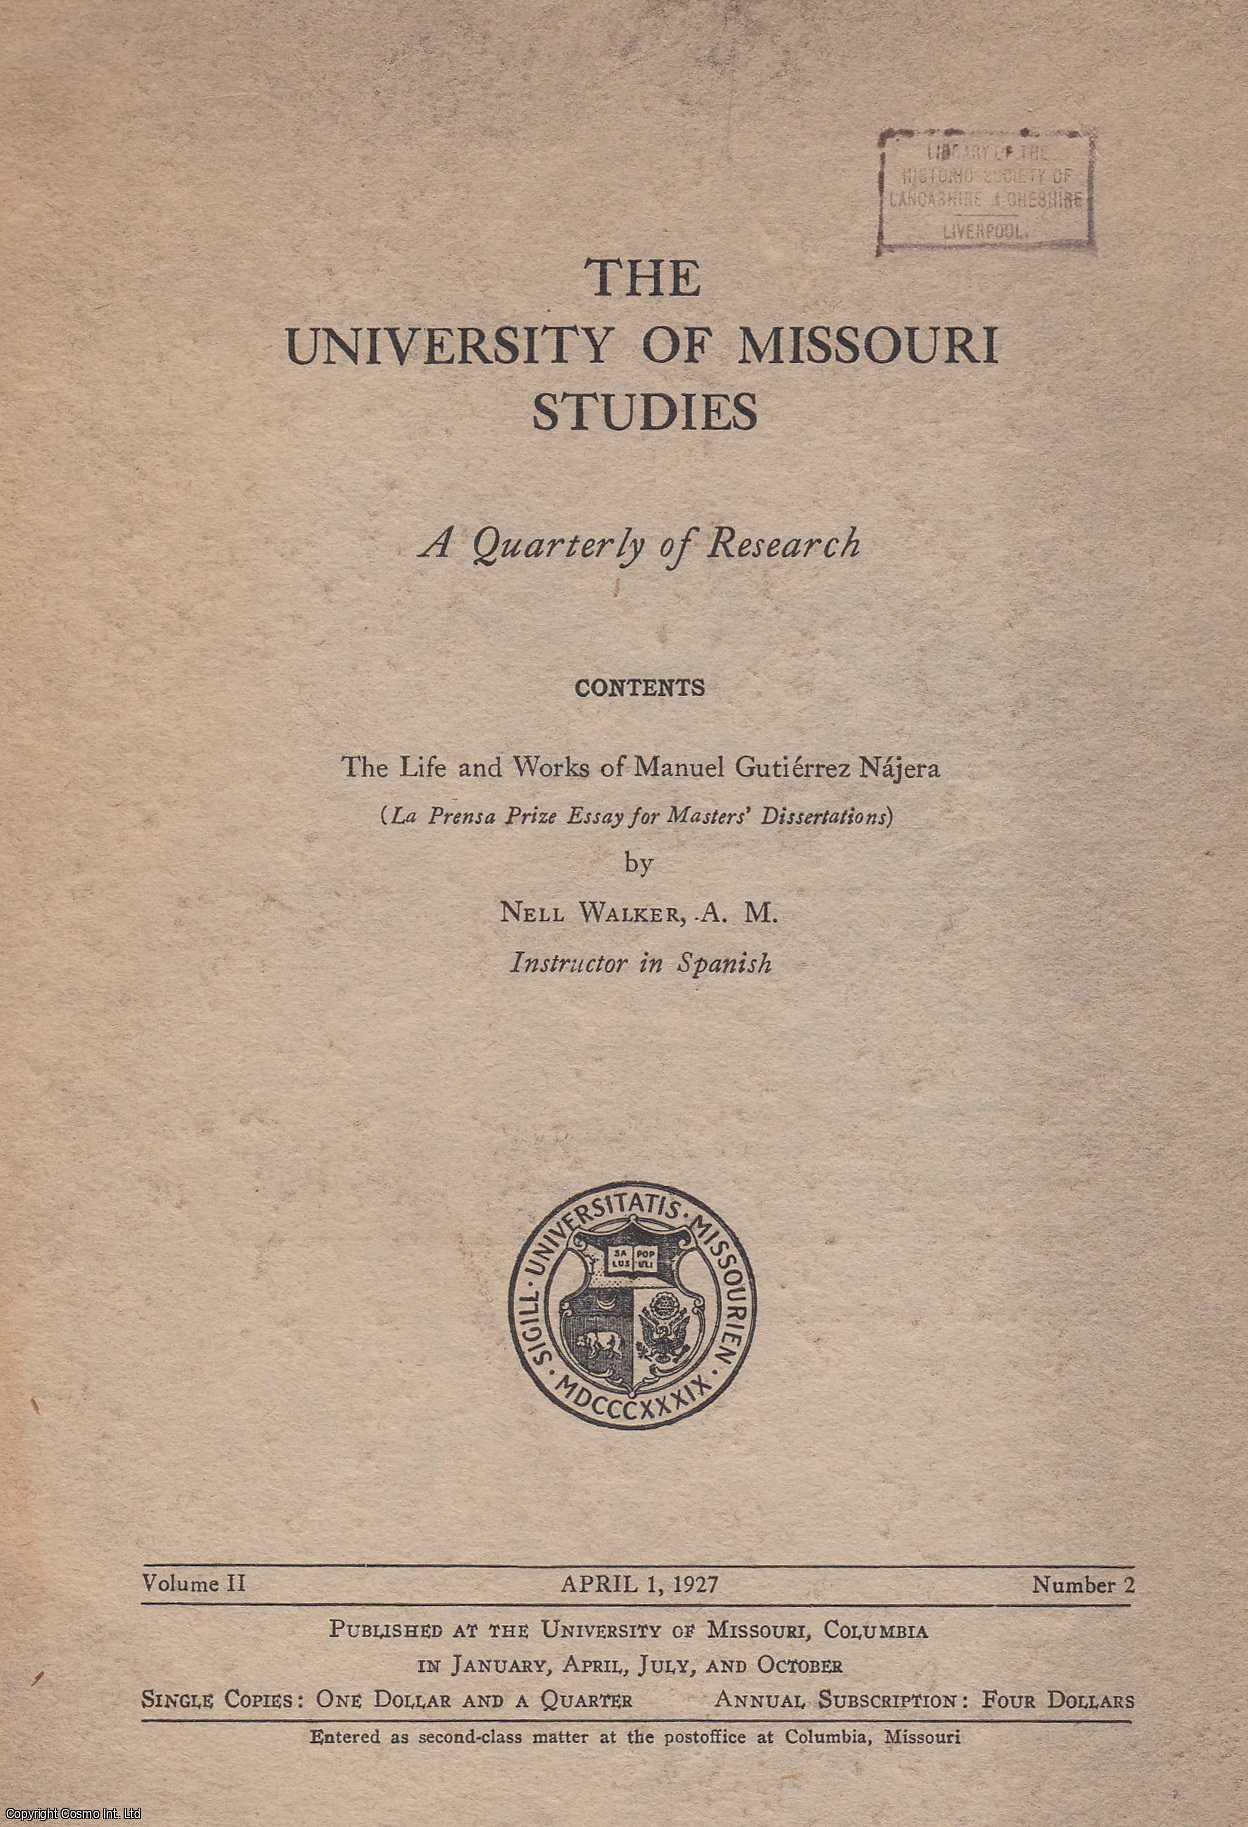 LIBRARY OF THE
HISTORIC SOCIETY OF
LANCASHIRE & CHESHIRE
LIVERPOOL.
THE
UNIVERSITY OF MISSOURI
STUDIES
A Quarterly of Research
CONTENTS
The Life and Works of Manuel Gutiérrez Nájera
(La Prensa Prize Essay for Masters' Dissertations)
by
NELL WALKER, A. M.
Instructor in Spanish
SIGILL · UNIVERSITATIS · MISSOURIEN ·
SA POP
LUS ULI
MDCCCXXXIX
Volume II APRIL 1, 1927 Number 2
PUBLISHED AT THE UNIVERSITY OF MISSOURI, COLUMBIA
IN JANUARY, APRIL, JULY, AND OCTOBER
SINGLE COPIES: ONE DOLLAR AND A QUARTER ANNUAL SUBSCRIPTION: FOUR DOLLARS
Entered as second-class matter at the postoffice at Columbia, Missouri
Copyright Cosmo Int. Ltd